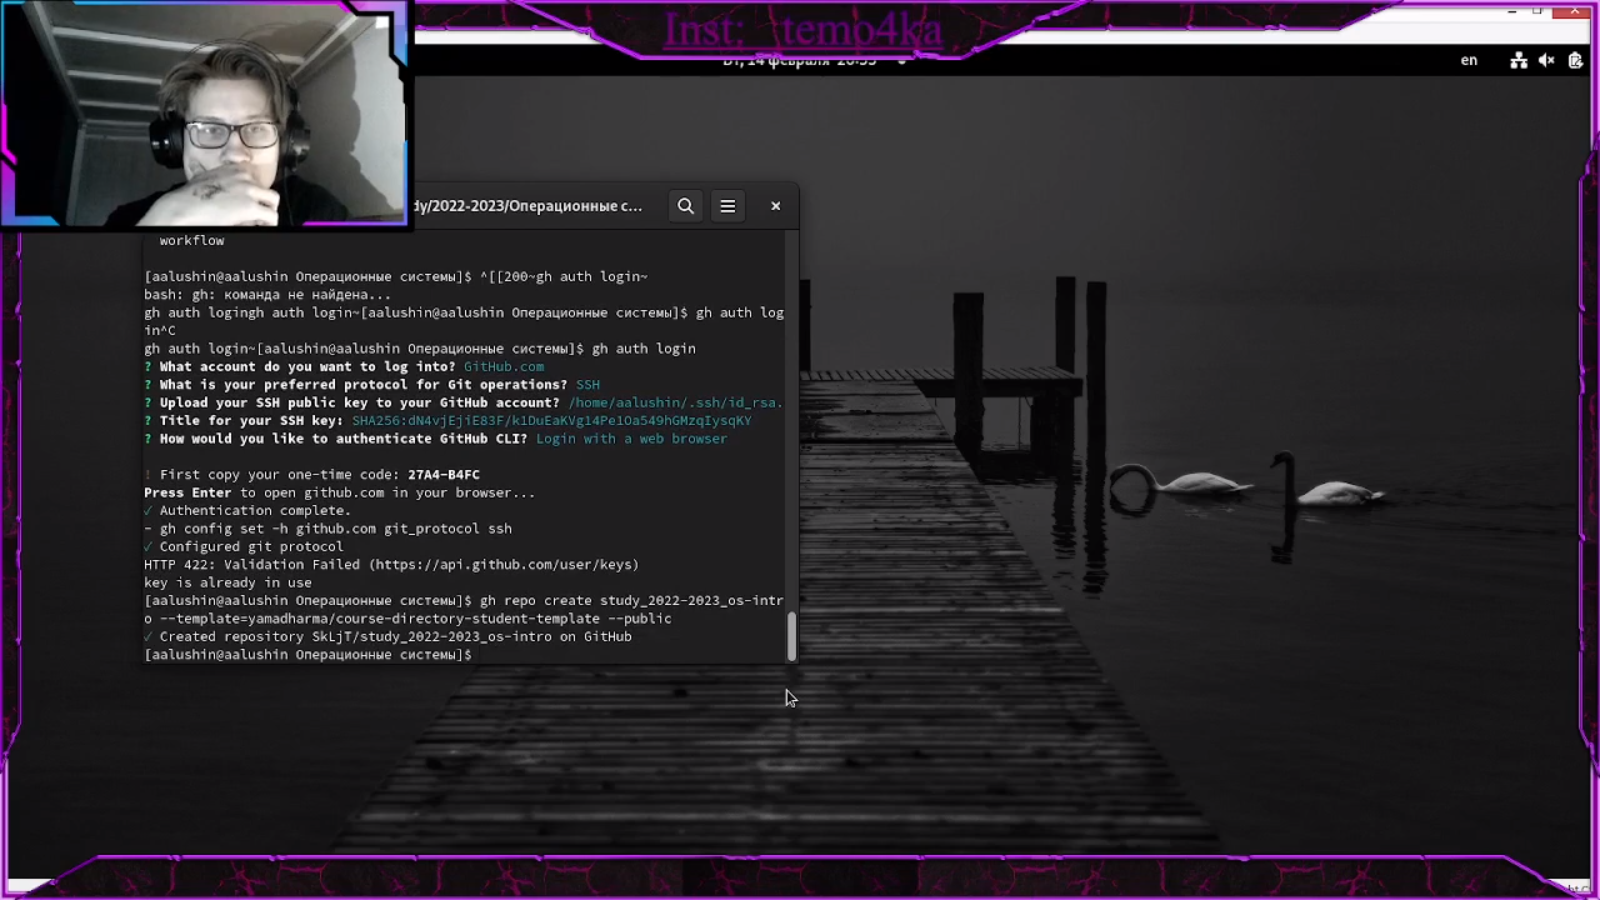 Inst: temo4ka
Вт, 14 февраля 20:55
en
dy/2022-2023/Операционные с...
workflow
[aalushin@aalushin Операционные системы]$ ^[[200~gh auth login~
bash: gh: команда не найдена...
gh auth logingh auth login~[aalushin@aalushin Операционные системы]$ gh auth log
in^C
gh auth login~[aalushin@aalushin Операционные системы]$ gh auth login
? What account do you want to log into? GitHub.com
? What is your preferred protocol for Git operations? SSH
? Upload your SSH public key to your GitHub account? /home/aalushin/.ssh/id_rsa.
? Title for your SSH key: SHA256:dN4vjEjiE83F/k1DuEaKVg14Pe1Oa549hGMzqIysqKY
? How would you like to authenticate GitHub CLI? Login with a web browser
! First copy your one-time code: 27A4-B4FC
Press Enter to open github.com in your browser...
✓ Authentication complete.
- gh config set -h github.com git_protocol ssh
✓ Configured git protocol
HTTP 422: Validation Failed (https://api.github.com/user/keys)
key is already in use
[aalushin@aalushin Операционные системы]$ gh repo create study_2022-2023_os-intr
o --template=yamadharma/course-directory-student-template --public
✓ Created repository SkLjT/study_2022-2023_os-intro on GitHub
[aalushin@aalushin Операционные системы]$